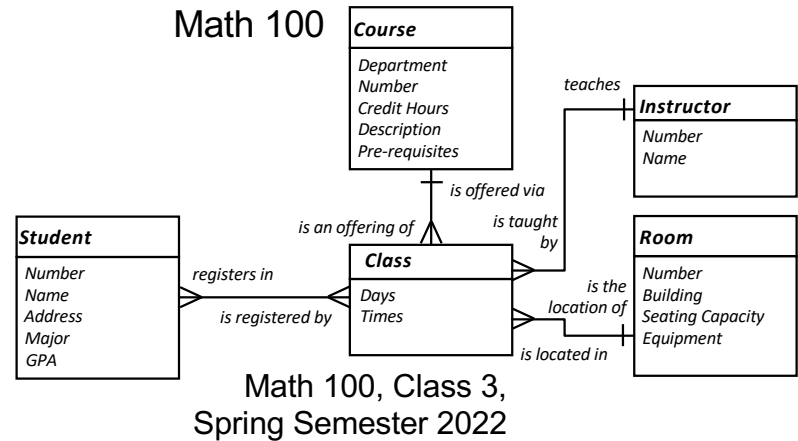 Math 100
Course
Department
Number
Credit Hours
Description
Pre-requisites
teaches
Instructor
Number
Name
is offered via
is an offering of
is taught
by
Student
Number
Name
Address
Major
GPA
registers in
is registered by
Class
Days
Times
is the
location of
is located in
Room
Number
Building
Seating Capacity
Equipment
Math 100, Class 3,
Spring Semester 2022